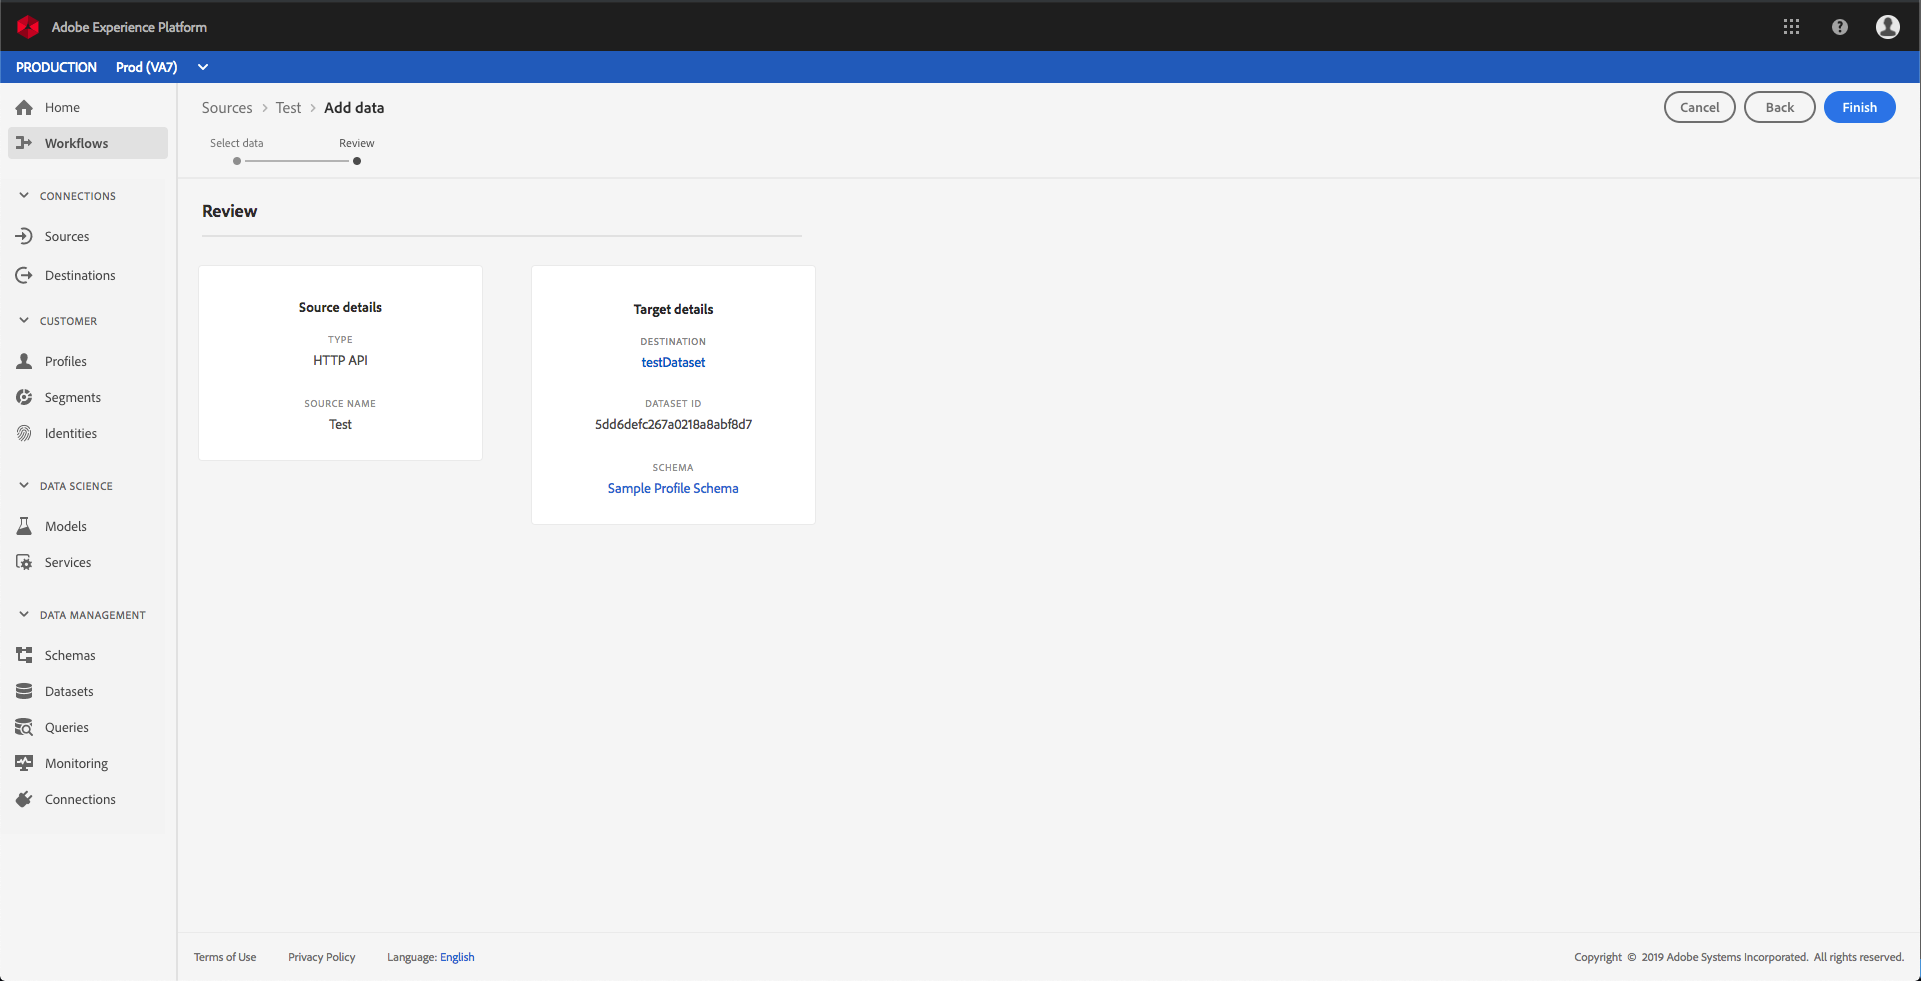 Adobe Experience Platform
PRODUCTION Prod (VA7)
Home
Workflows
CONNECTIONS
Sources
Destinations
CUSTOMER
Profiles
Segments
Identities
DATA SCIENCE
Models
Services
DATA MANAGEMENT
Schemas
Datasets
Queries
Monitoring
Connections
Sources > Test > Add data
Cancel
Back
Finish
Select data
Review
Review
Source details
TYPE
HTTP API
SOURCE NAME
Test
Target details
DESTINATION
testDataset
DATASET ID
5dd6defc267a0218a8abf8d7
SCHEMA
Sample Profile Schema
Terms of Use
Privacy Policy
Language: English
Copyright © 2019 Adobe Systems Incorporated. All rights reserved.